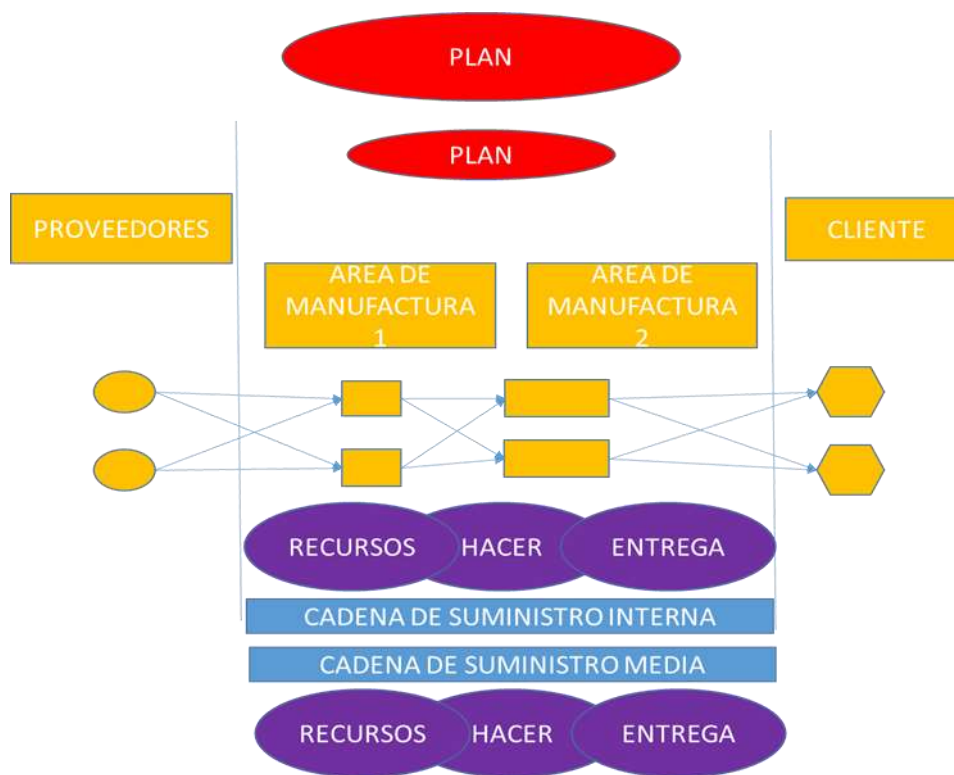 PLAN
PLAN
PROVEEDORES
CLIENTE
AREA DE
MANUFACTURA
1
AREA DE
MANUFACTURA
2
RECURSOS
HACER
ENTREGA
CADENA DE SUMINISTRO INTERNA
CADENA DE SUMINISTRO MEDIA
RECURSOS
HACER
ENTREGA